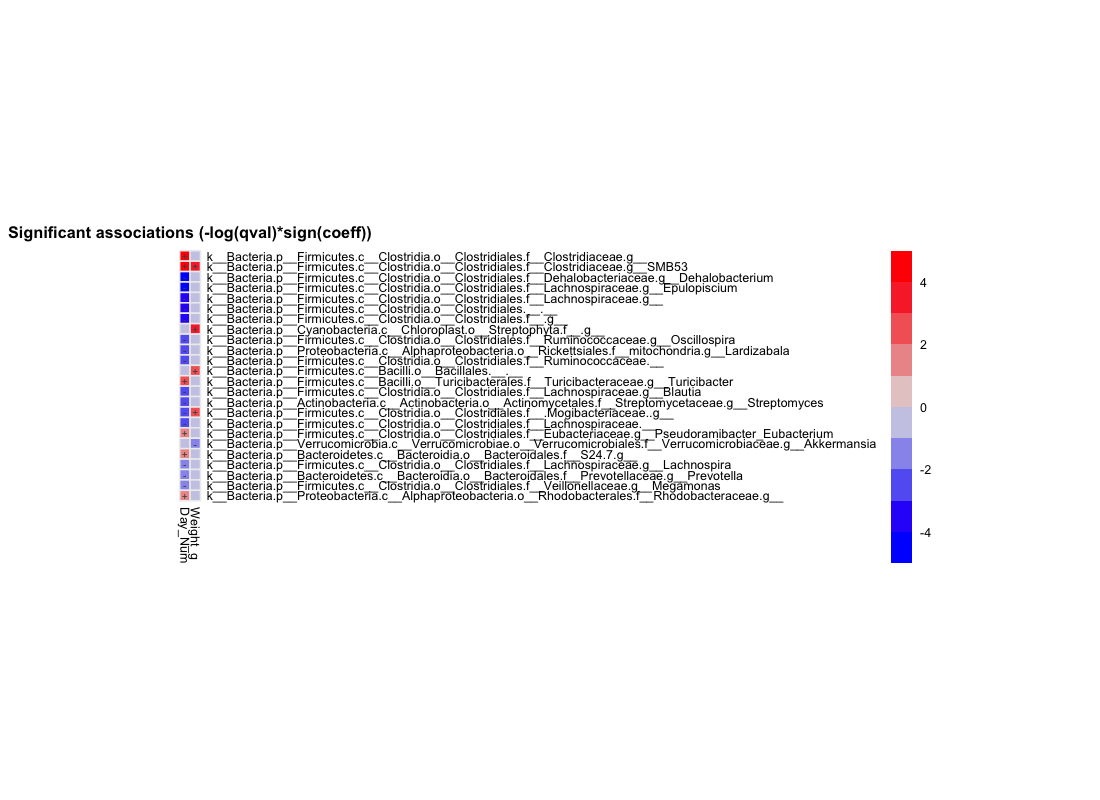 Significant associations (-log(qval)*sign(coeff))
+ k__Bacteria.p__Firmicutes.c__Clostridia.o__Clostridiales.f__Clostridiaceae.g__
+ + k__Bacteria.p__Firmicutes.c__Clostridia.o__Clostridiales.f__Clostridiaceae.g__SMB53
- k__Bacteria.p__Firmicutes.c__Clostridia.o__Clostridiales.f__Dehalobacteriaceae.g__Dehalobacterium
- k__Bacteria.p__Firmicutes.c__Clostridia.o__Clostridiales.f__Lachnospiraceae.g__Epulopiscium
- k__Bacteria.p__Firmicutes.c__Clostridia.o__Clostridiales.f__Lachnospiraceae.g__
- k__Bacteria.p__Firmicutes.c__Clostridia.o__Clostridiales.__.__
- k__Bacteria.p__Firmicutes.c__Clostridia.o__Clostridiales.f__.g__
+ k__Bacteria.p__Cyanobacteria.c__Chloroplast.o__Streptophyta.f__.g__
- k__Bacteria.p__Firmicutes.c__Clostridia.o__Clostridiales.f__Ruminococcaceae.g__Oscillospira
- k__Bacteria.p__Proteobacteria.c__Alphaproteobacteria.o__Rickettsiales.f__mitochondria.g__Lardizabala
- k__Bacteria.p__Firmicutes.c__Clostridia.o__Clostridiales.f__Ruminococcaceae.__
+ k__Bacteria.p__Firmicutes.c__Bacilli.o__Bacillales.__.__
+ k__Bacteria.p__Firmicutes.c__Bacilli.o__Turicibacterales.f__Turicibacteraceae.g__Turicibacter
- k__Bacteria.p__Firmicutes.c__Clostridia.o__Clostridiales.f__Lachnospiraceae.g__Blautia
- k__Bacteria.p__Actinobacteria.c__Actinobacteria.o__Actinomycetales.f__Streptomycetaceae.g__Streptomyces
- + k__Bacteria.p__Firmicutes.c__Clostridia.o__Clostridiales.f__.Mogibacteriaceae..g__
- k__Bacteria.p__Firmicutes.c__Clostridia.o__Clostridiales.f__Lachnospiraceae.__
+ k__Bacteria.p__Firmicutes.c__Clostridia.o__Clostridiales.f__Eubacteriaceae.g__Pseudoramibacter_Eubacterium
- k__Bacteria.p__Verrucomicrobia.c__Verrucomicrobiae.o__Verrucomicrobiales.f__Verrucomicrobiaceae.g__Akkermansia
+ k__Bacteria.p__Bacteroidetes.c__Bacteroidia.o__Bacteroidales.f__S24.7.g__
- k__Bacteria.p__Firmicutes.c__Clostridia.o__Clostridiales.f__Lachnospiraceae.g__Lachnospira
- k__Bacteria.p__Bacteroidetes.c__Bacteroidia.o__Bacteroidales.f__Prevotellaceae.g__Prevotella
- k__Bacteria.p__Firmicutes.c__Clostridia.o__Clostridiales.f__Veillonellaceae.g__Megamonas
+ k__Bacteria.p__Proteobacteria.c__Alphaproteobacteria.o__Rhodobacterales.f__Rhodobacteraceae.g__
Day_Num
Weight_g
4
2
0
-2
-4